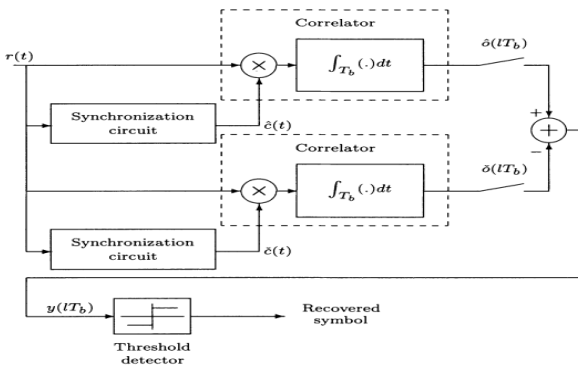 Correlator
r(t)
∫_{T_b}(.)dt
ô(lT_b)
Synchronization
circuit
ĉ(t)
+
−
Correlator
∫_{T_b}(.)dt
ǒ(lT_b)
Synchronization
circuit
č(t)
y(lT_b)
Recovered
symbol
Threshold
detector